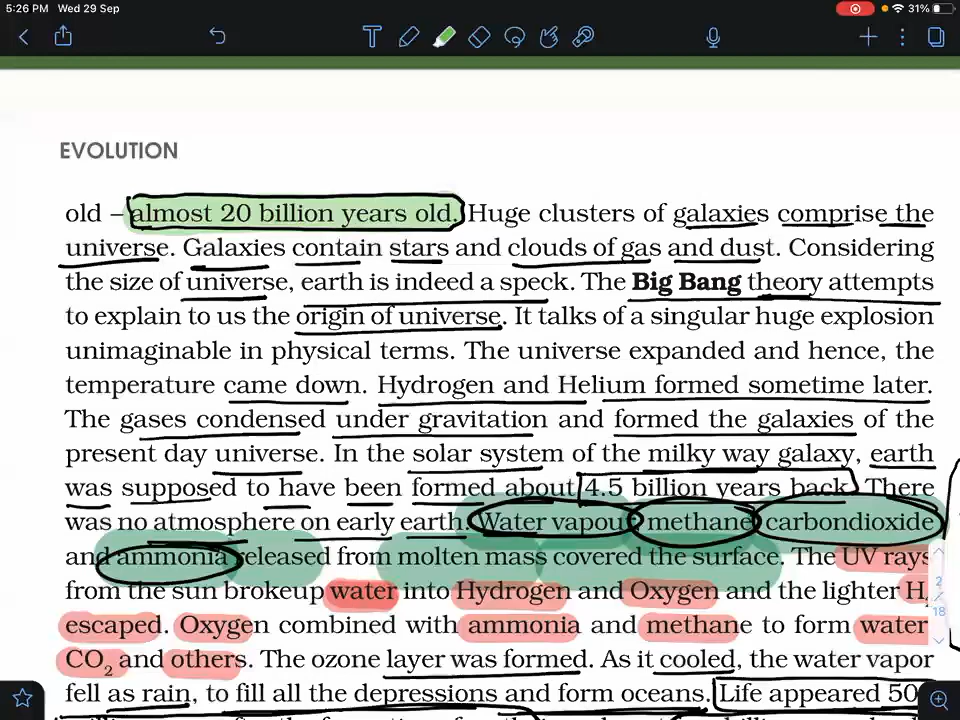 5:26 PM Wed 29 Sep
31%
EVOLUTION
old – almost 20 billion years old. Huge clusters of galaxies comprise the
universe. Galaxies contain stars and clouds of gas and dust. Considering
the size of universe, earth is indeed a speck. The Big Bang theory attempts
to explain to us the origin of universe. It talks of a singular huge explosion
unimaginable in physical terms. The universe expanded and hence, the
temperature came down. Hydrogen and Helium formed sometime later.
The gases condensed under gravitation and formed the galaxies of the
present day universe. In the solar system of the milky way galaxy, earth
was supposed to have been formed about 4.5 billion years back. There
was no atmosphere on early earth. Water vapour methane carbondioxide
and ammonia released from molten mass covered the surface. The UV rays
from the sun brokeup water into Hydrogen and Oxygen and the lighter H₂
escaped. Oxygen combined with ammonia and methane to form water
CO₂ and others. The ozone layer was formed. As it cooled, the water vapor
fell as rain, to fill all the depressions and form oceans. Life appeared 50
2
/
18